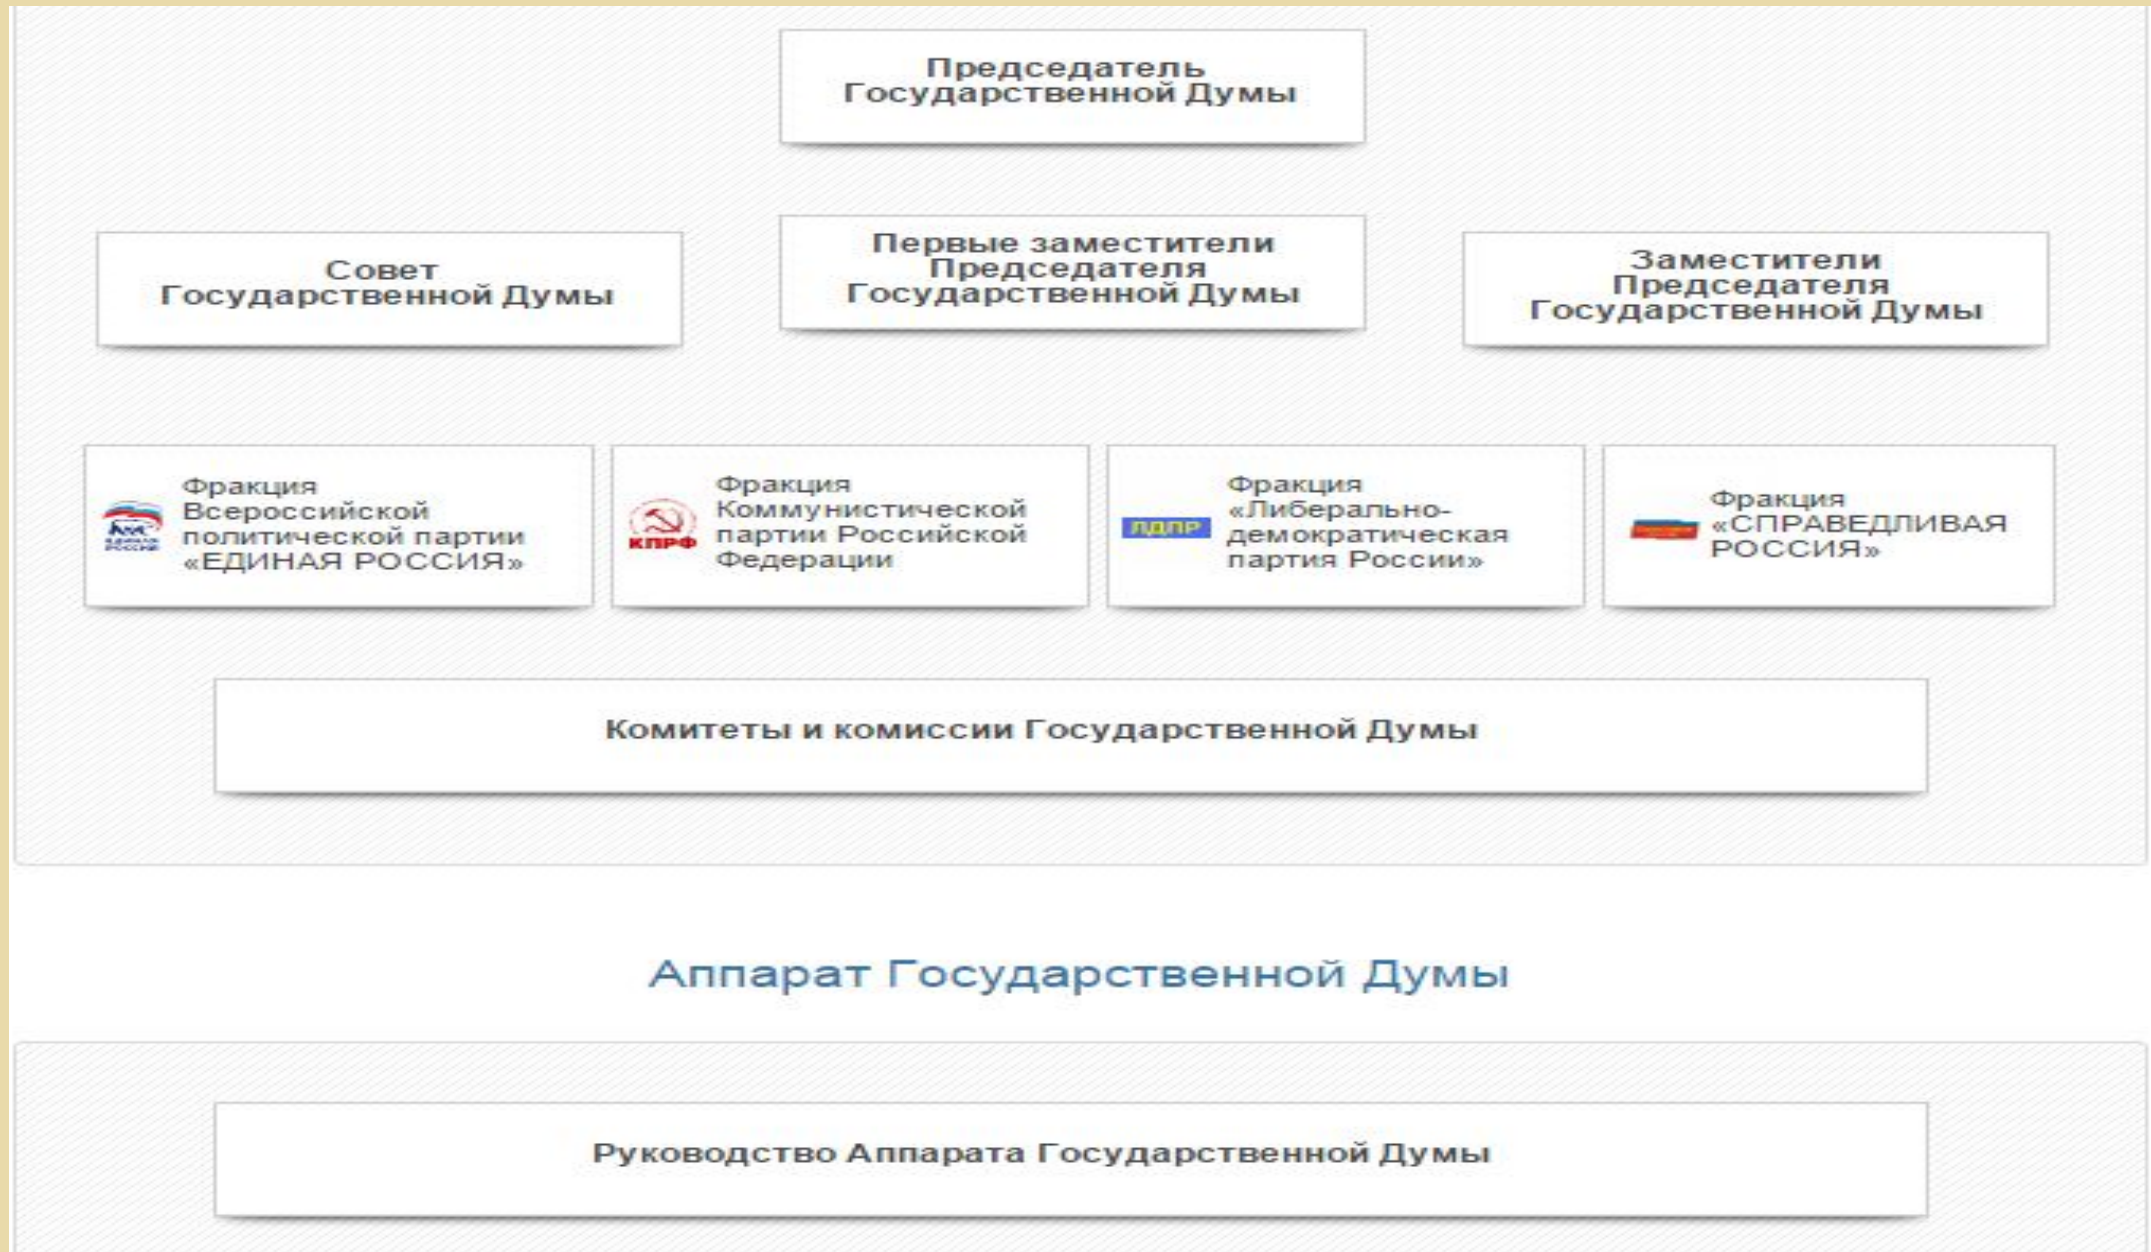 Председатель
Государственной Думы
Совет
Государственной Думы
Первые заместители
Председателя
Государственной Думы
Заместители
Председателя
Государственной Думы
Фракция
Всероссийской
политической партии
«ЕДИНАЯ РОССИЯ»
ЕДИНАЯ
РОССИЯ
КПРФ
Фракция
Коммунистической
партии Российской
Федерации
ЛДПР
Фракция
«Либерально-
демократическая
партия России»
Фракция
«СПРАВЕДЛИВАЯ
РОССИЯ»
Комитеты и комиссии Государственной Думы
Аппарат Государственной Думы
Руководство Аппарата Государственной Думы